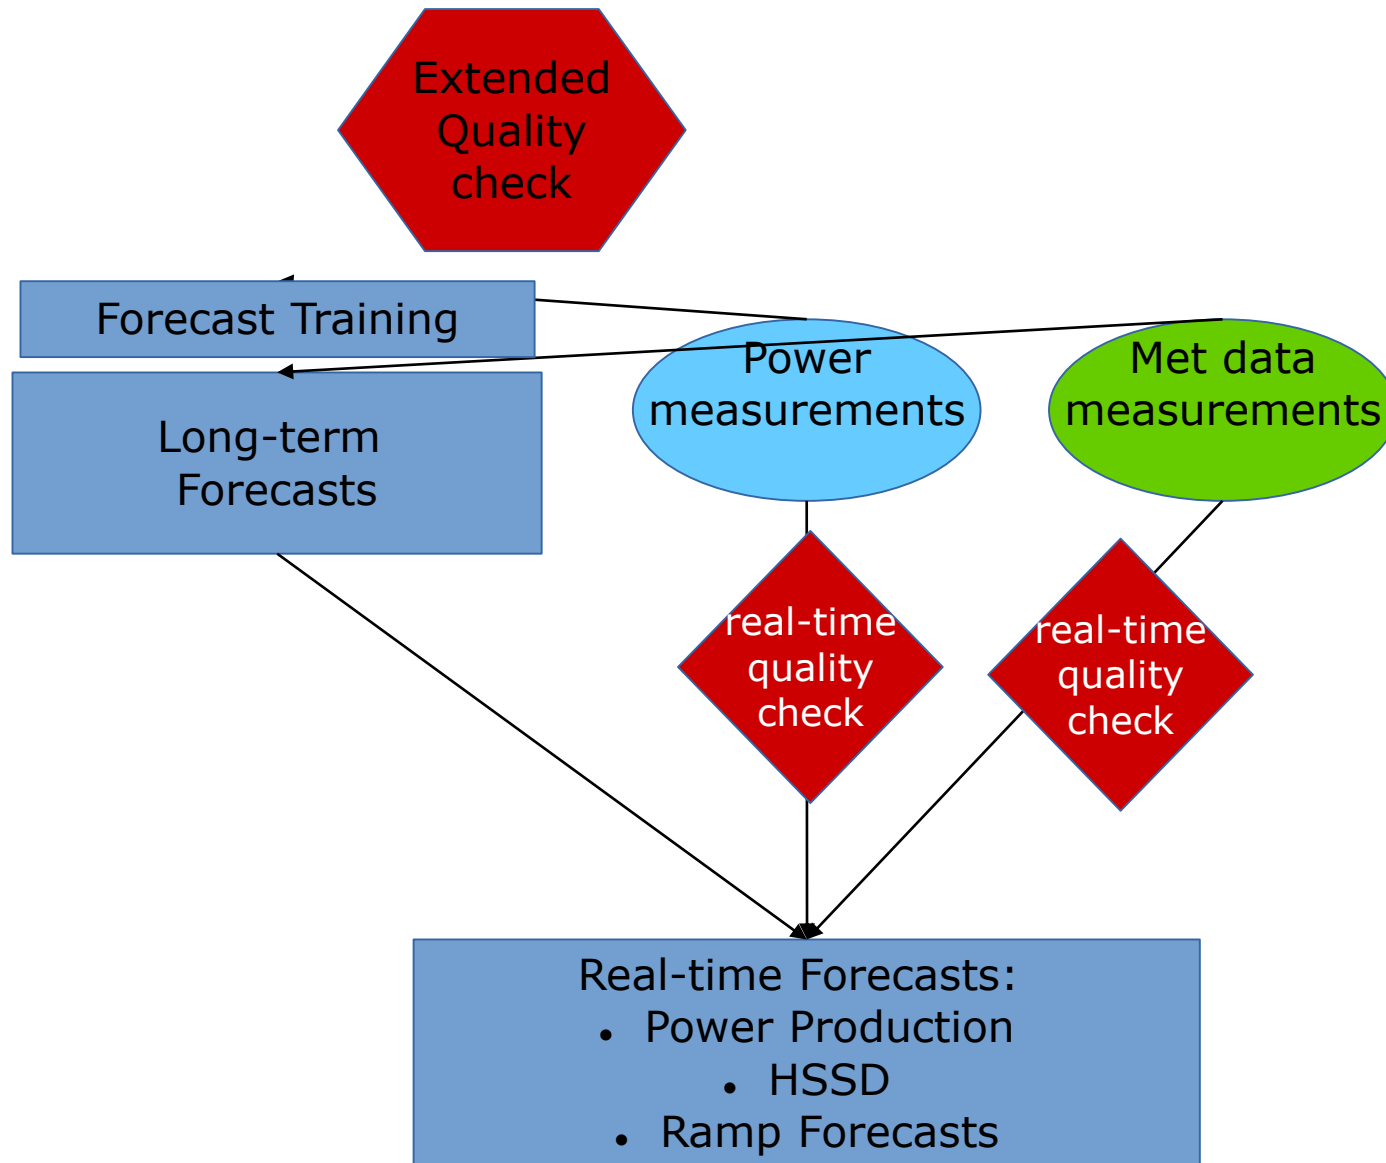 Extended
Quality
check
Forecast Training
Power
measurements
Met data
measurements
Long-term
Forecasts
real-time
quality
check
real-time
quality
check
Real-time Forecasts:
• Power Production
• HSSD
• Ramp Forecasts